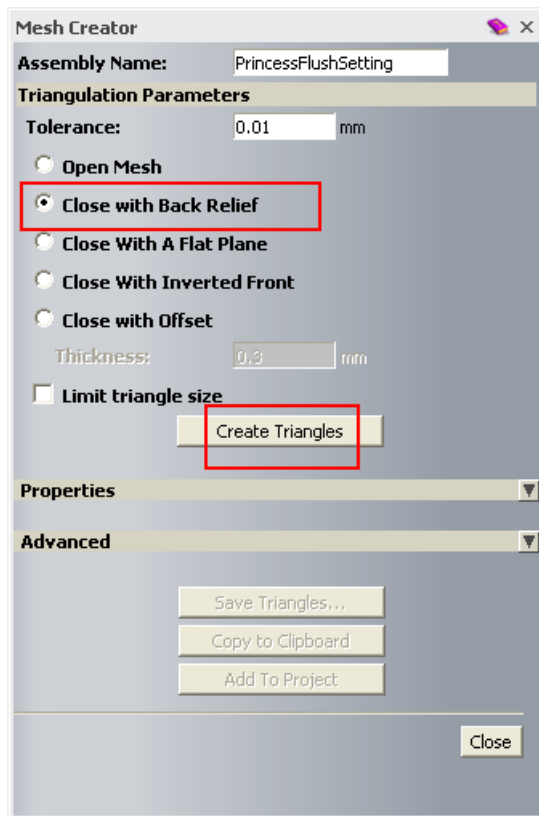 Mesh Creator
Assembly Name: PrincessFlushSetting
Triangulation Parameters
Tolerance: 0.01 mm
Open Mesh
Close with Back Relief
Close With A Flat Plane
Close With Inverted Front
Close with Offset
Thickness: 0.3 mm
Limit triangle size
Create Triangles
Properties
Advanced
Save Triangles...
Copy to Clipboard
Add To Project
Close